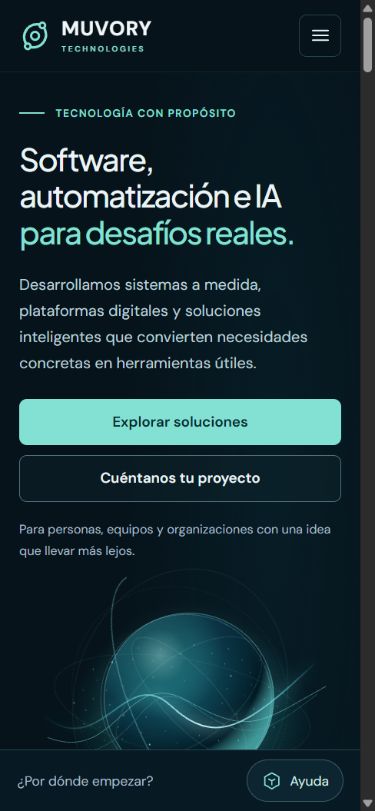 MUVORY
TECHNOLOGIES
TECNOLOGÍA CON PROPÓSITO
Software,
automatización e IA
para desafíos reales.
Desarrollamos sistemas a medida,
plataformas digitales y soluciones
inteligentes que convierten necesidades
concretas en herramientas útiles.
Explorar soluciones
Cuéntanos tu proyecto
Para personas, equipos y organizaciones con una idea
que llevar más lejos.
¿Por dónde empezar?
Ayuda